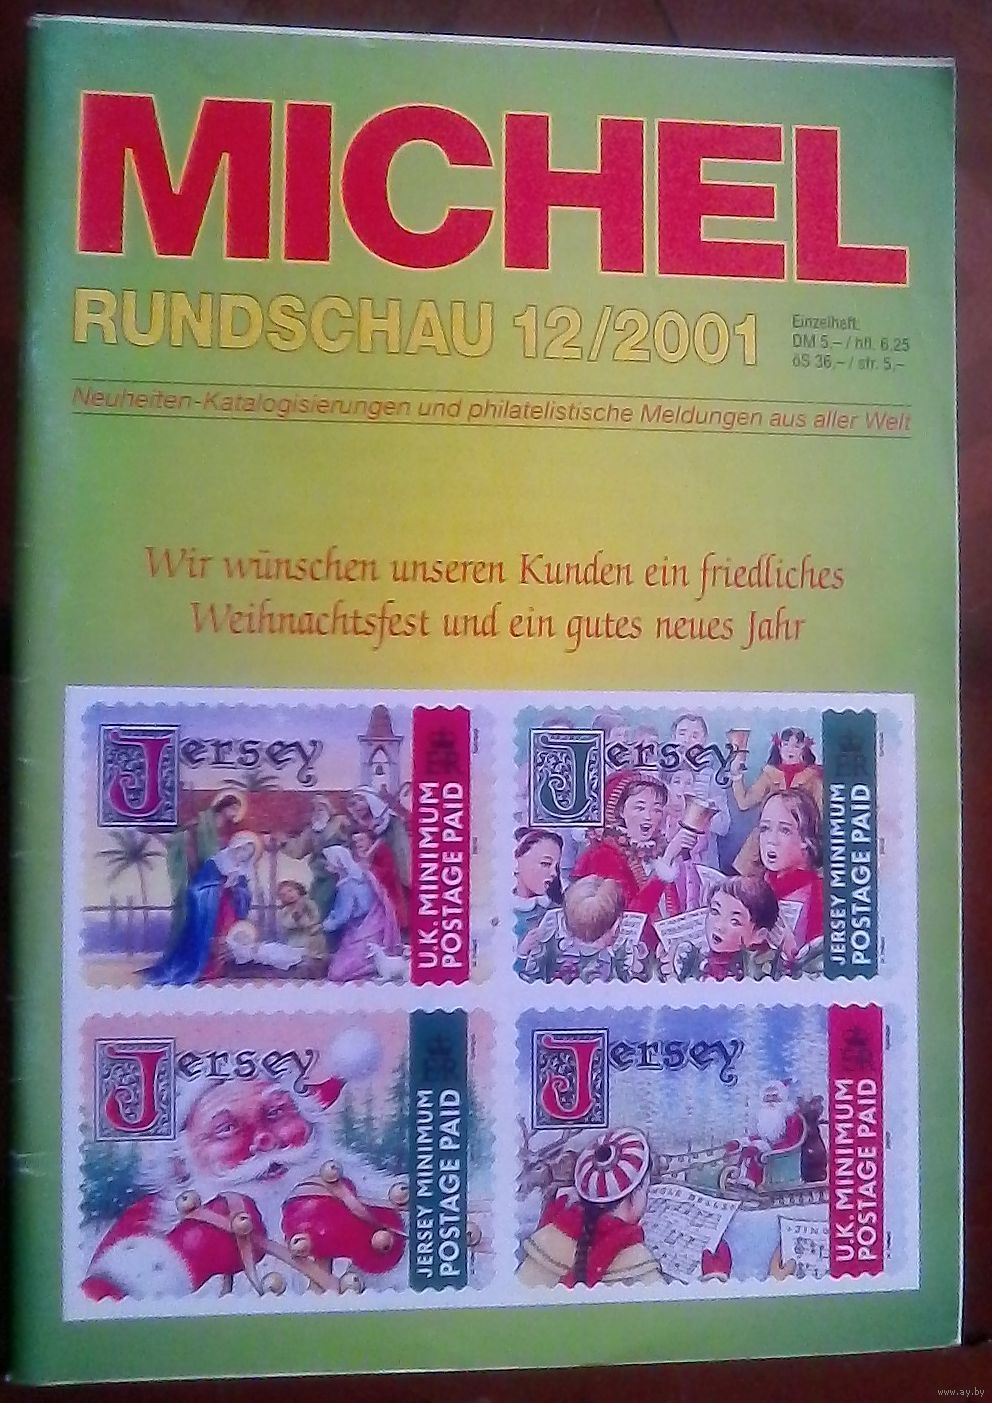 MICHEL
RUNDSCHAU 12/2001
Einzelheft:
DM 5,– / hfl. 6,25
öS 36,– / sfr. 5,–
Neuheiten-Katalogisierungen und philatelistische Meldungen aus aller Welt
Wir wünschen unseren Kunden ein friedliches
Weihnachtsfest und ein gutes neues Jahr
Jersey
U.K. MINIMUM
POSTAGE PAID
Jersey
JERSEY MINIMUM
POSTAGE PAID
Jersey
JERSEY MINIMUM
POSTAGE PAID
Jersey
U.K. MINIMUM
POSTAGE PAID
www.ay.by